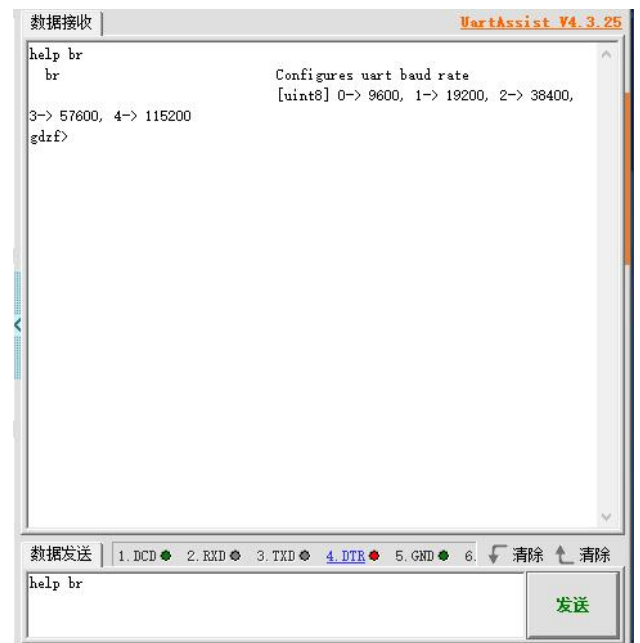 数据接收 UartAssist V4.3.25
help br
br Configures uart baud rate
[uint8] 0-> 9600, 1-> 19200, 2-> 38400,
3-> 57600, 4-> 115200
gdzf>
数据发送 1.DCD 2.RXD 3.TXD 4.DTR 5.GND 6. 清除 清除
help br
发送